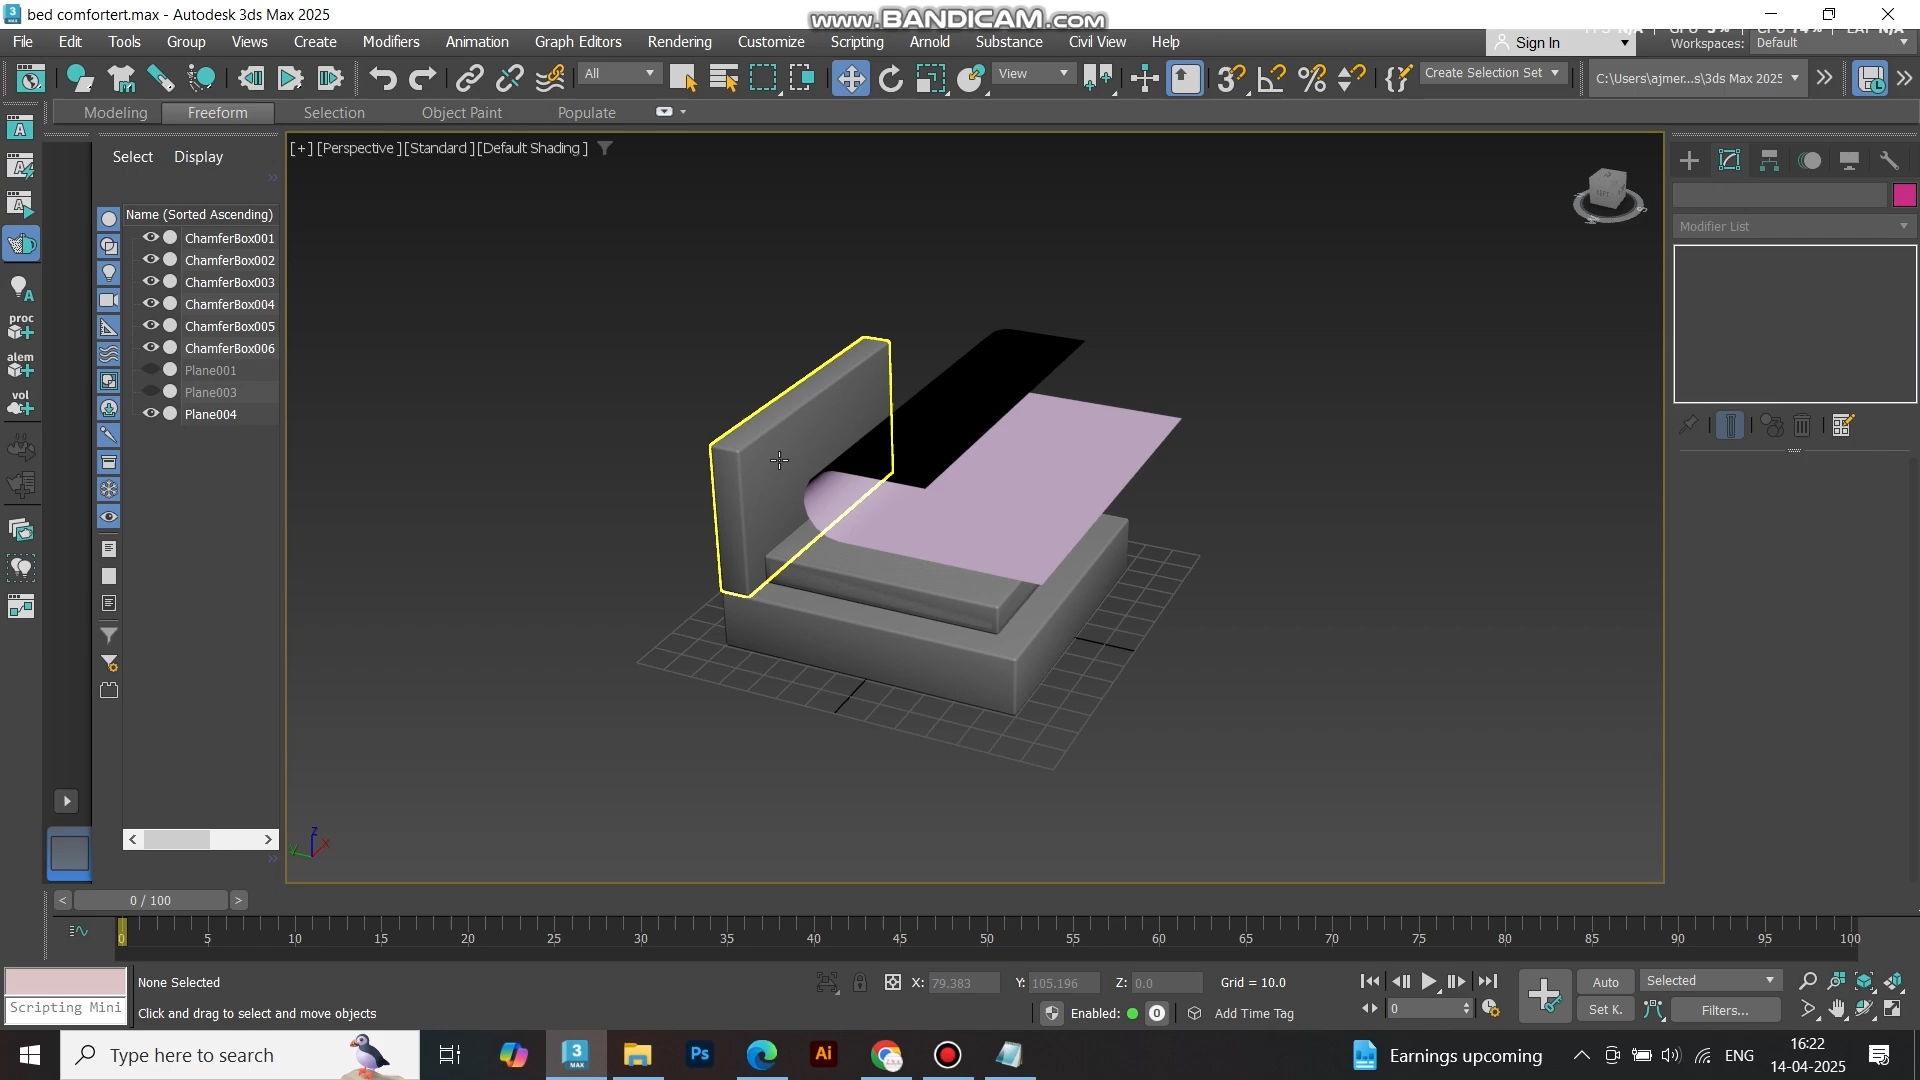 bed comfortert.max - Autodesk 3ds Max 2025
www.BANDICAM.com
File Edit Tools Group Views Create Modifiers Animation Graph Editors Rendering Customize Scripting Arnold Substance Civil View Help
Sign In
Workspaces: Default
All
View
Create Selection Set
C:\Users\ajmer...s\3ds Max 2025
Modeling Freeform Selection Object Paint Populate
[+] [Perspective ] [Standard ] [Default Shading ]
Select Display
Name (Sorted Ascending)
ChamferBox001
ChamferBox002
ChamferBox003
ChamferBox004
ChamferBox005
ChamferBox006
Plane001
Plane003
Plane004
proc
alem
vol
Modifier List
0 / 100
0 5 10 15 20 25 30 35 40 45 50 55 60 65 70 75 80 85 90 95 100
None Selected
X: 79.383 Y: 105.196 Z: 0.0 Grid = 10.0
Auto Selected
Scripting Mini
Click and drag to select and move objects
Enabled: 0 Add Time Tag
0
Set K. Filters...
Type here to search
Earnings upcoming
ENG
16:22
14-04-2025